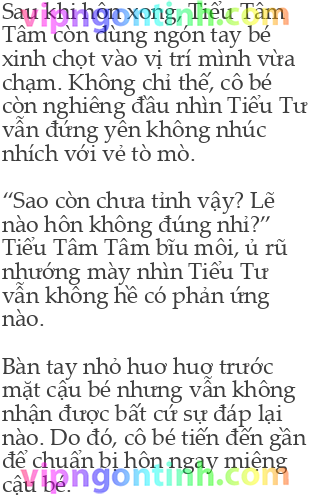 Sau khi hôn xong, Tiểu Tâm
Tâm còn dùng ngón tay bé
xinh chọt vào vị trí mình vừa
chạm. Không chỉ thế, cô bé
còn nghiêng đầu nhìn Tiểu Tư
vẫn đứng yên không nhúc
nhích với vẻ tò mò.
“Sao còn chưa tỉnh vậy? Lẽ
nào hôn không đúng nhỉ?”
Tiểu Tâm Tâm bĩu môi, ủ rũ
nhướng mày nhìn Tiểu Tư
vẫn không hề có phản ứng
nào.
Bàn tay nhỏ huơ huơ trước
mặt cậu bé nhưng vẫn không
nhận được bất cứ sự đáp lại
nào. Do đó, cô bé tiến đến gần
để chuẩn bị hôn ngay miệng
cậu bé.
vipngontinh.com
vipngontinh.com